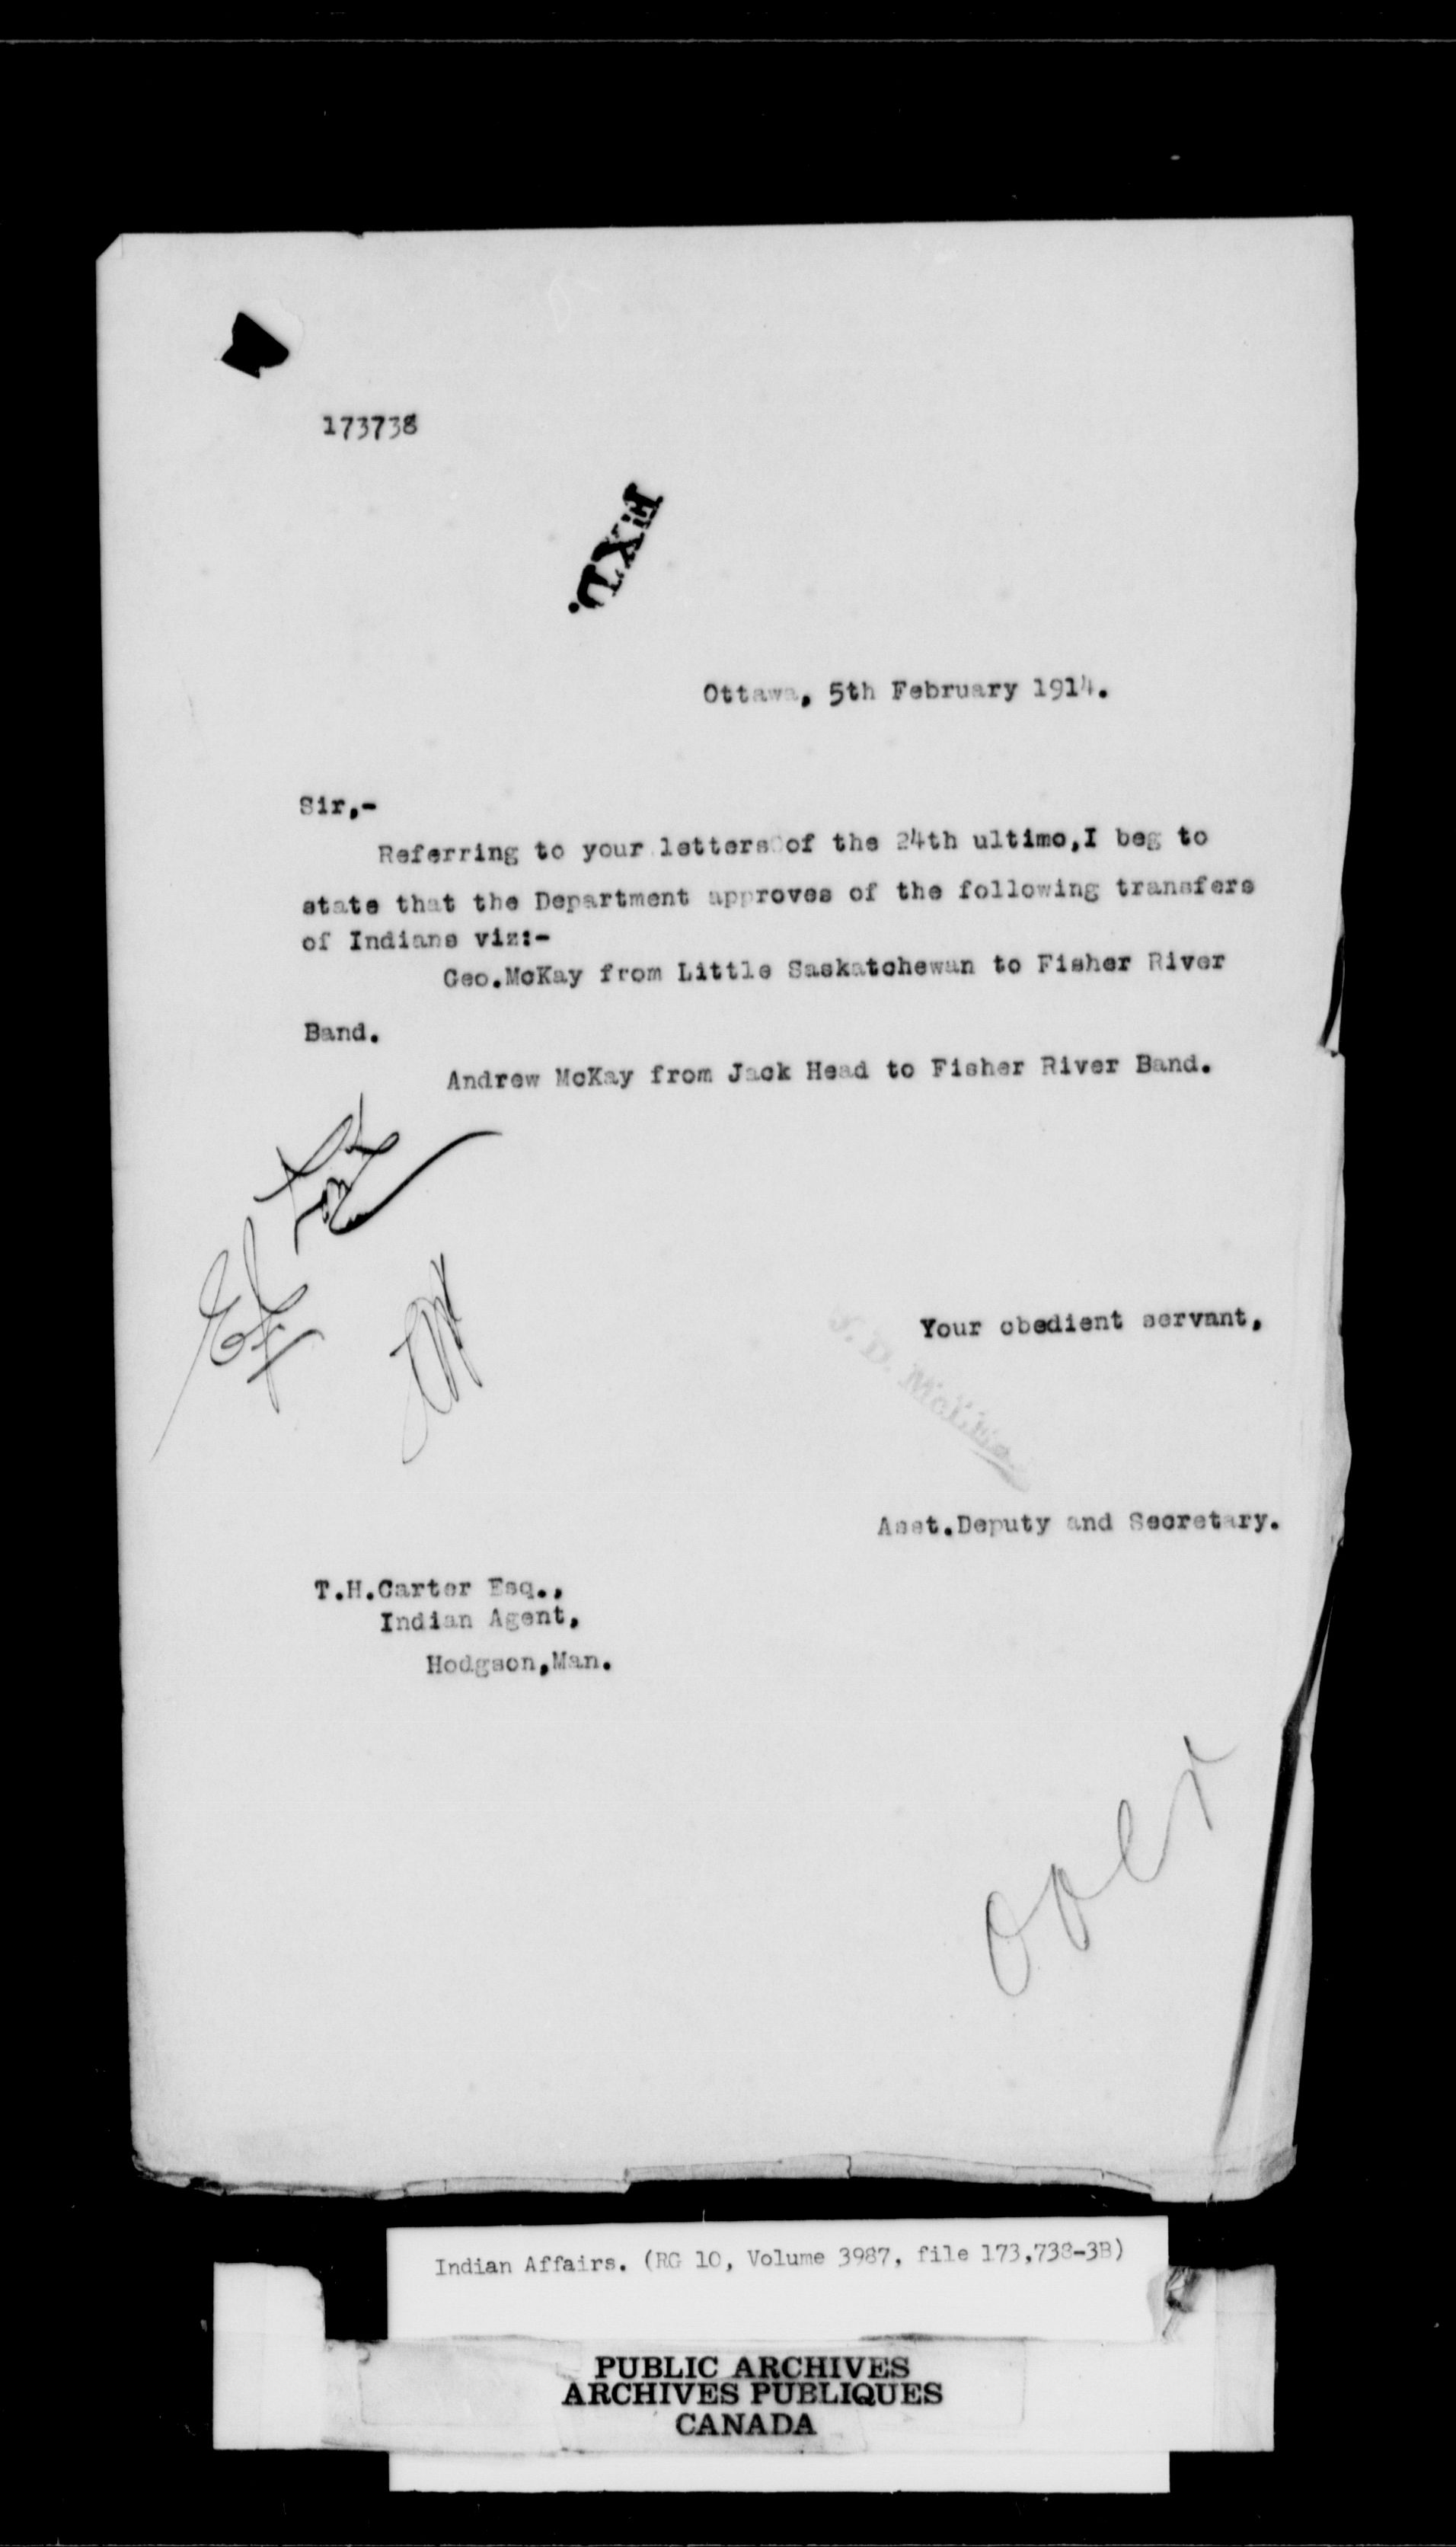 173738
EXD.
Ottawa, 5th February 1914.
Sir,-
Referring to your letters of the 24th ultimo,I beg to
state that the Department approves of the following transfers
of Indians viz:-
Geo.McKay from Little Saskatchewan to Fisher River
Band.
Andrew McKay from Jack Head to Fisher River Band.
Your obedient servant,
J. D. McLean
Asst.Deputy and Secretary.
T.H.Carter Esq.,
Indian Agent,
Hodgson,Man.
Indian Affairs. (RG 10, Volume 3987, file 173,738-3B)
PUBLIC ARCHIVES
ARCHIVES PUBLIQUES
CANADA